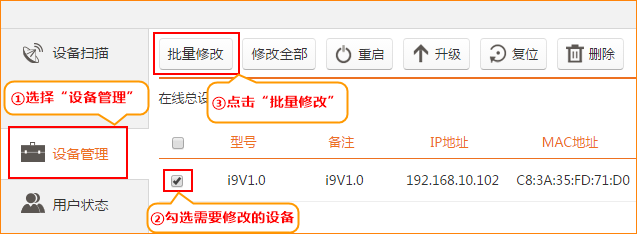 设备扫描
批量修改 修改全部 重启 升级 复位 删除
①选择“设备管理”
③点击“批量修改”
在线总设
型号 备注 IP地址 MAC地址
设备管理
i9V1.0 i9V1.0 192.168.10.102 C8:3A:35:FD:71:D0
用户状态
②勾选需要修改的设备